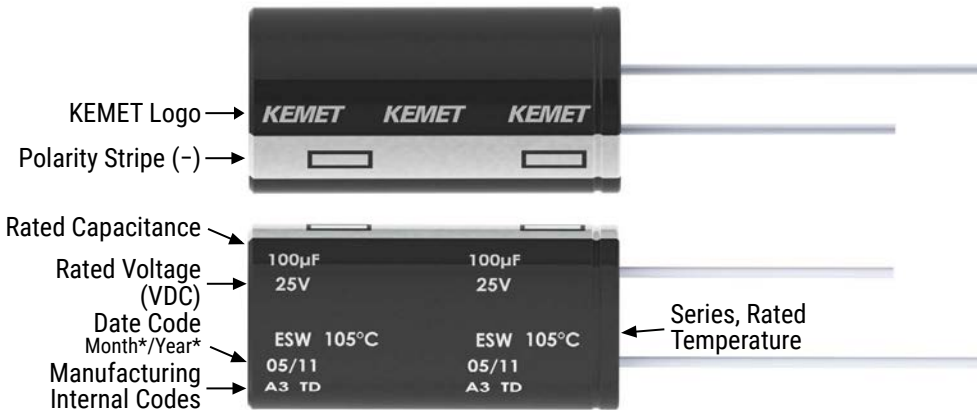 KEMET Logo
KEMET KEMET KEMET
Polarity Stripe (−)
Rated Capacitance
100µF 100µF
Rated Voltage
(VDC)
25V 25V
Date Code
Month*/Year*
ESW 105°C ESW 105°C
Series, Rated
Temperature
05/11 05/11
Manufacturing
Internal Codes
A3 TD A3 TD